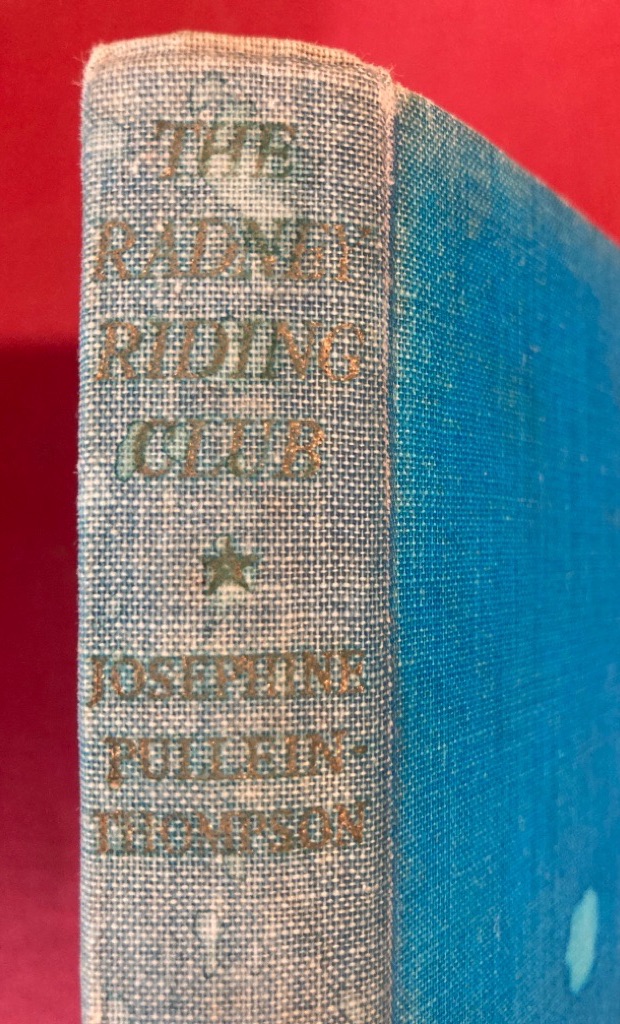 THE
RADNEY
RIDING
CLUB
JOSEPHINE
PULLEIN-
THOMPSON